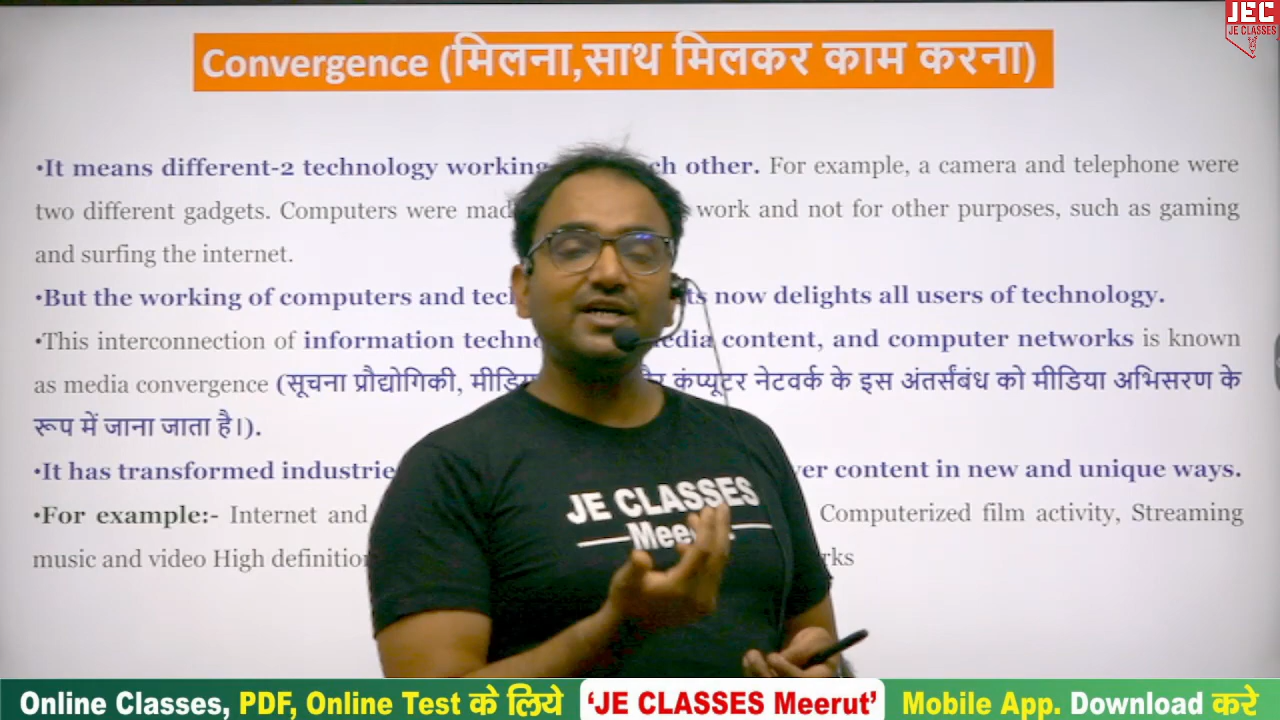 JEC
JE CLASSES
Convergence (मिलना,साथ मिलकर काम करना)
•It means different-2 technology working ch other. For example, a camera and telephone were
two different gadgets. Computers were mad work and not for other purposes, such as gaming
and surfing the internet.
•But the working of computers and tec ts now delights all users of technology.
•This interconnection of information techno edia content, and computer networks is known
as media convergence (सूचना प्रौद्योगिकी, मीडिय कंप्यूटर नेटवर्क के इस अंतर्संबंध को मीडिया अभिसरण के
रूप में जाना जाता है।).
•It has transformed industrie er content in new and unique ways.
•For example:- Internet and Computerized film activity, Streaming
music and video High definition rks
JE CLASSES
Meerut
Online Classes, PDF, Online Test के लिये 'JE CLASSES Meerut' Mobile App. Download करे